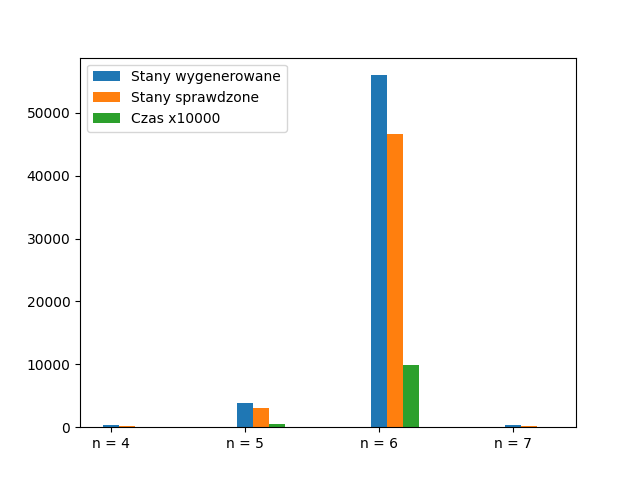 Stany wygenerowane
Stany sprawdzone
Czas x10000
50000
40000
30000
20000
10000
0
n = 4
n = 5
n = 6
n = 7